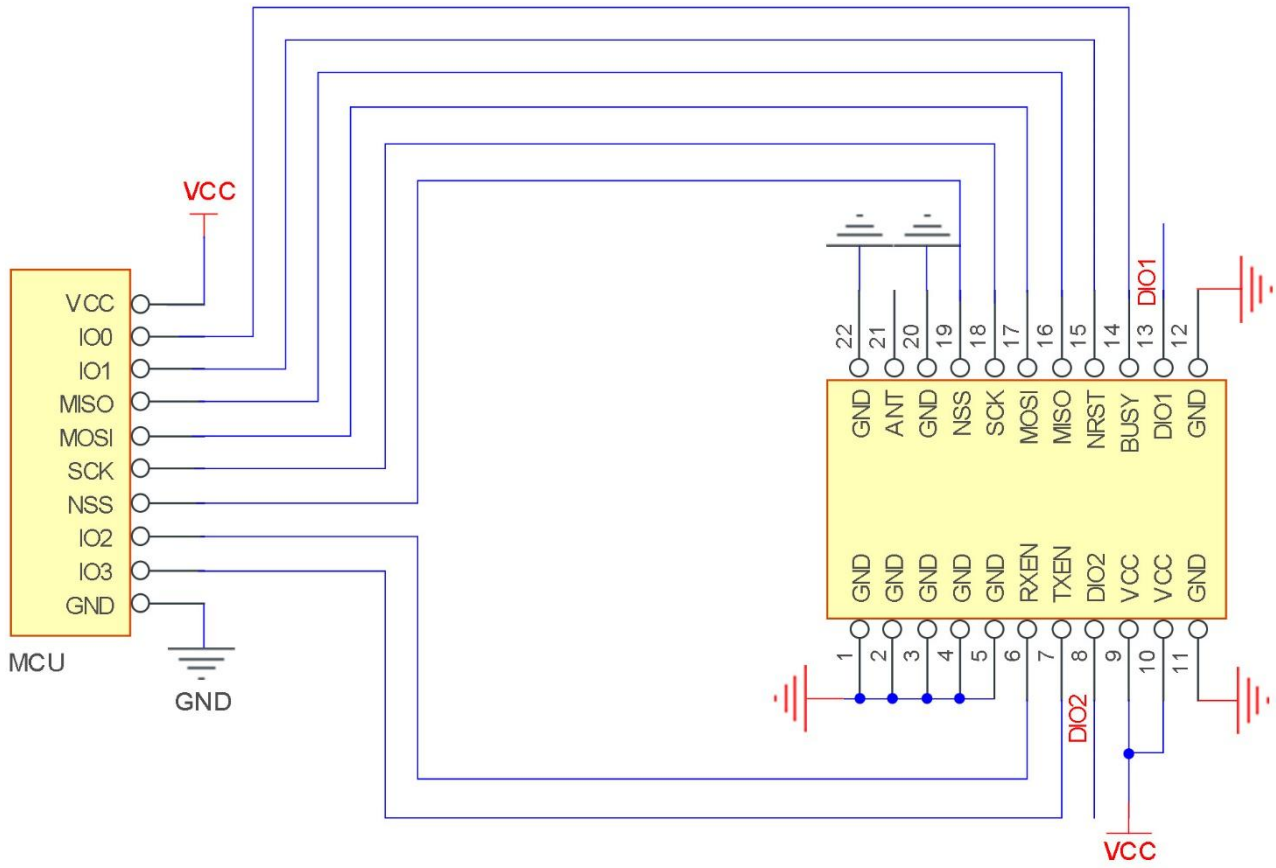 VCC
VCC
IO0
IO1
MISO
MOSI
SCK
NSS
IO2
IO3
GND
MCU
GND
DIO1
22 21 20 19 18 17 16 15 14 13 12
GND ANT GND NSS SCK MOSI MISO NRST BUSY DIO1 GND
GND GND GND GND GND RXEN TXEN DIO2 VCC VCC GND
1 2 3 4 5 6 7 8 9 10 11
DIO2
VCC